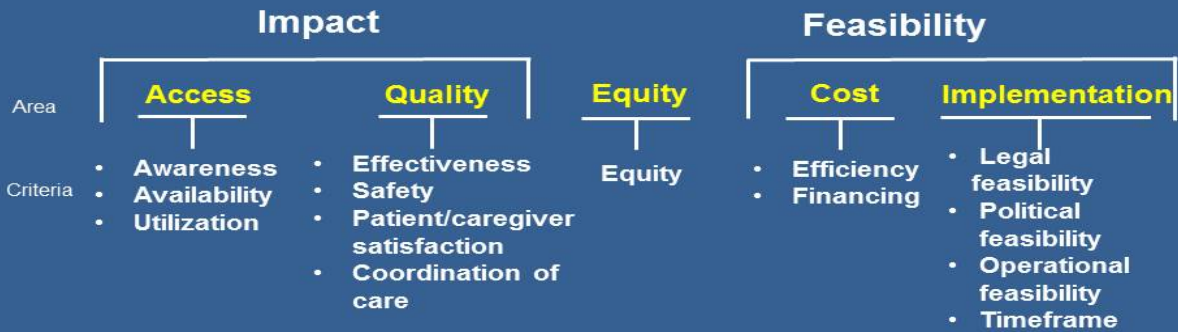 Impact
Feasibility
Area
Access
Quality
Equity
Cost
Implementation
Criteria
• Awareness
• Availability
• Utilization
• Effectiveness
• Safety
• Patient/caregiver
satisfaction
• Coordination of
care
Equity
• Efficiency
• Financing
• Legal
feasibility
• Political
feasibility
• Operational
feasibility
• Timeframe